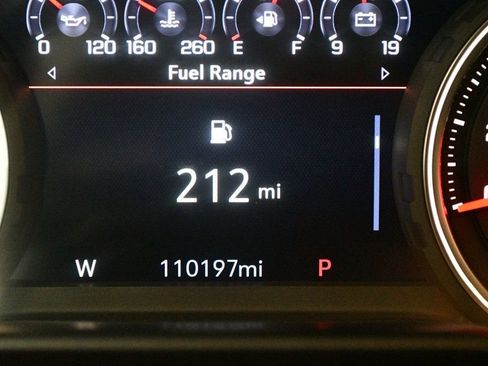 0 120 160 260 E F 9 19
Fuel Range
212 mi
W 110197mi P